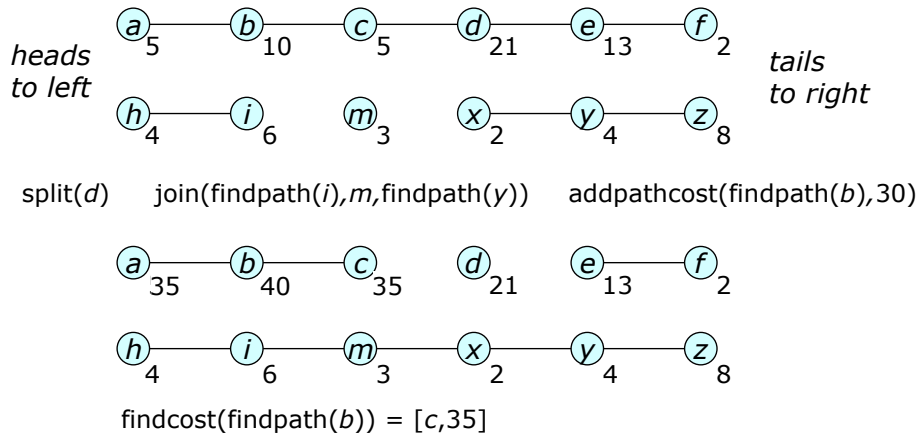 a b c d e f
5 10 5 21 13 2
heads
to left
tails
to right
h i m x y z
4 6 3 2 4 8
split(d) join(findpath(i),m,findpath(y)) addpathcost(findpath(b),30)
a b c d e f
35 40 35 21 13 2
h i m x y z
4 6 3 2 4 8
findcost(findpath(b)) = [c,35]